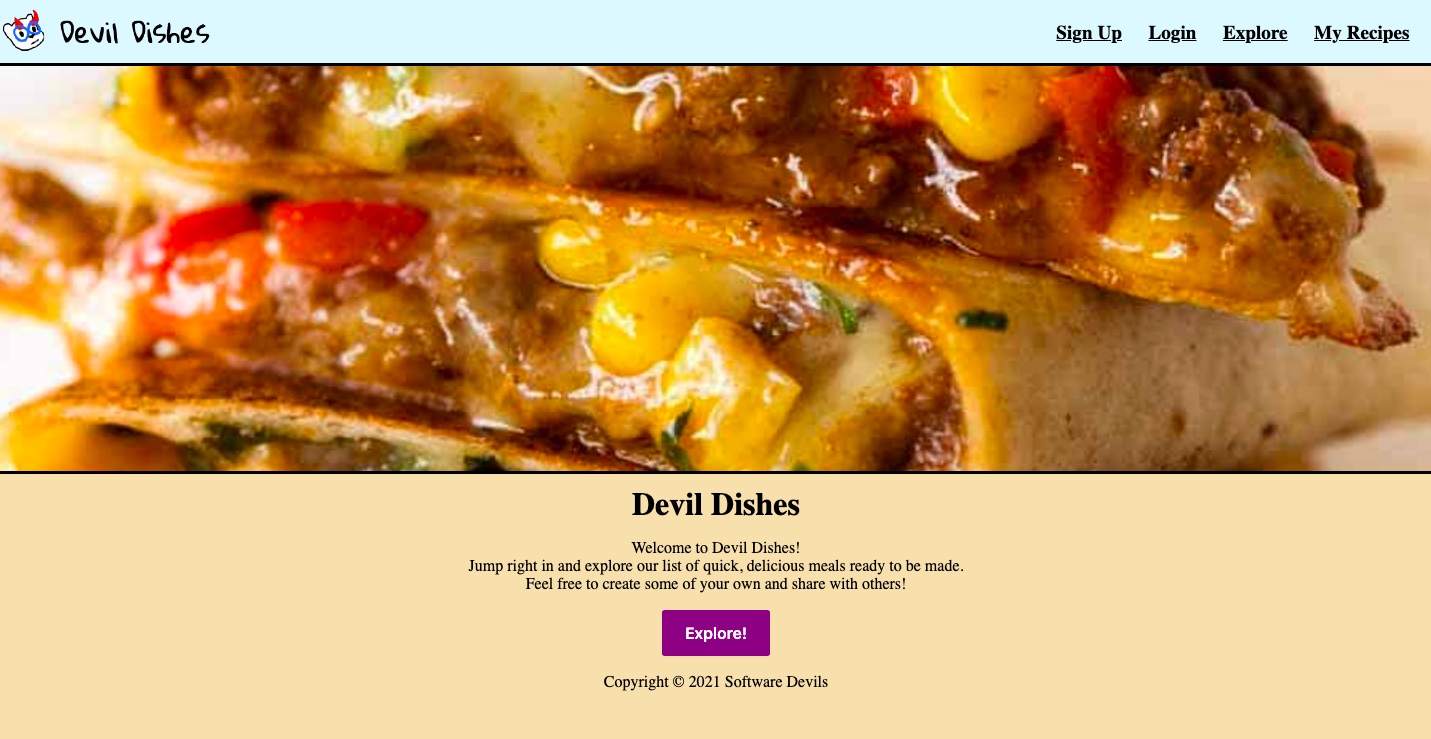 Devil Dishes
Sign Up Login Explore My Recipes
Devil Dishes
Welcome to Devil Dishes!
Jump right in and explore our list of quick, delicious meals ready to be made.
Feel free to create some of your own and share with others!
Explore!
Copyright © 2021 Software Devils